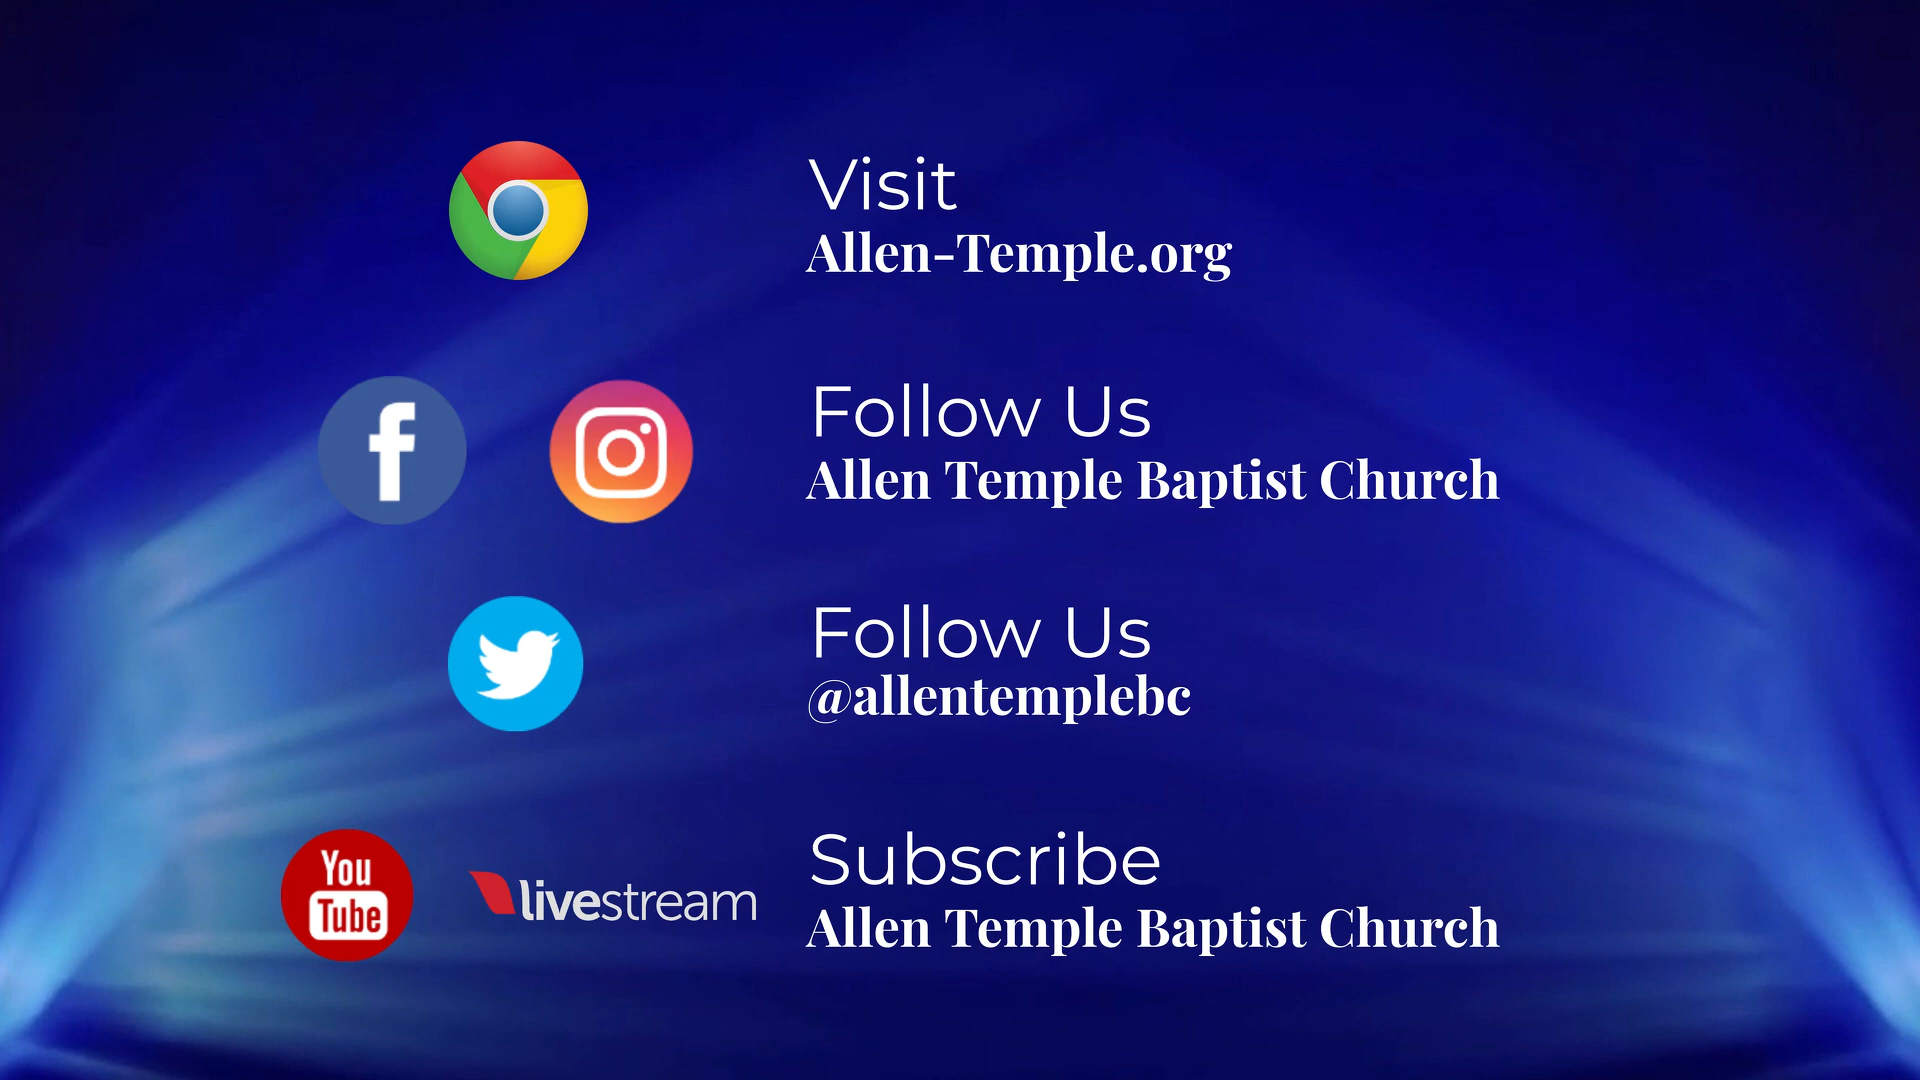 Visit
Allen-Temple.org
f
Follow Us
Allen Temple Baptist Church
Follow Us
@allentemplebc
You
Tube
livestream
Subscribe
Allen Temple Baptist Church